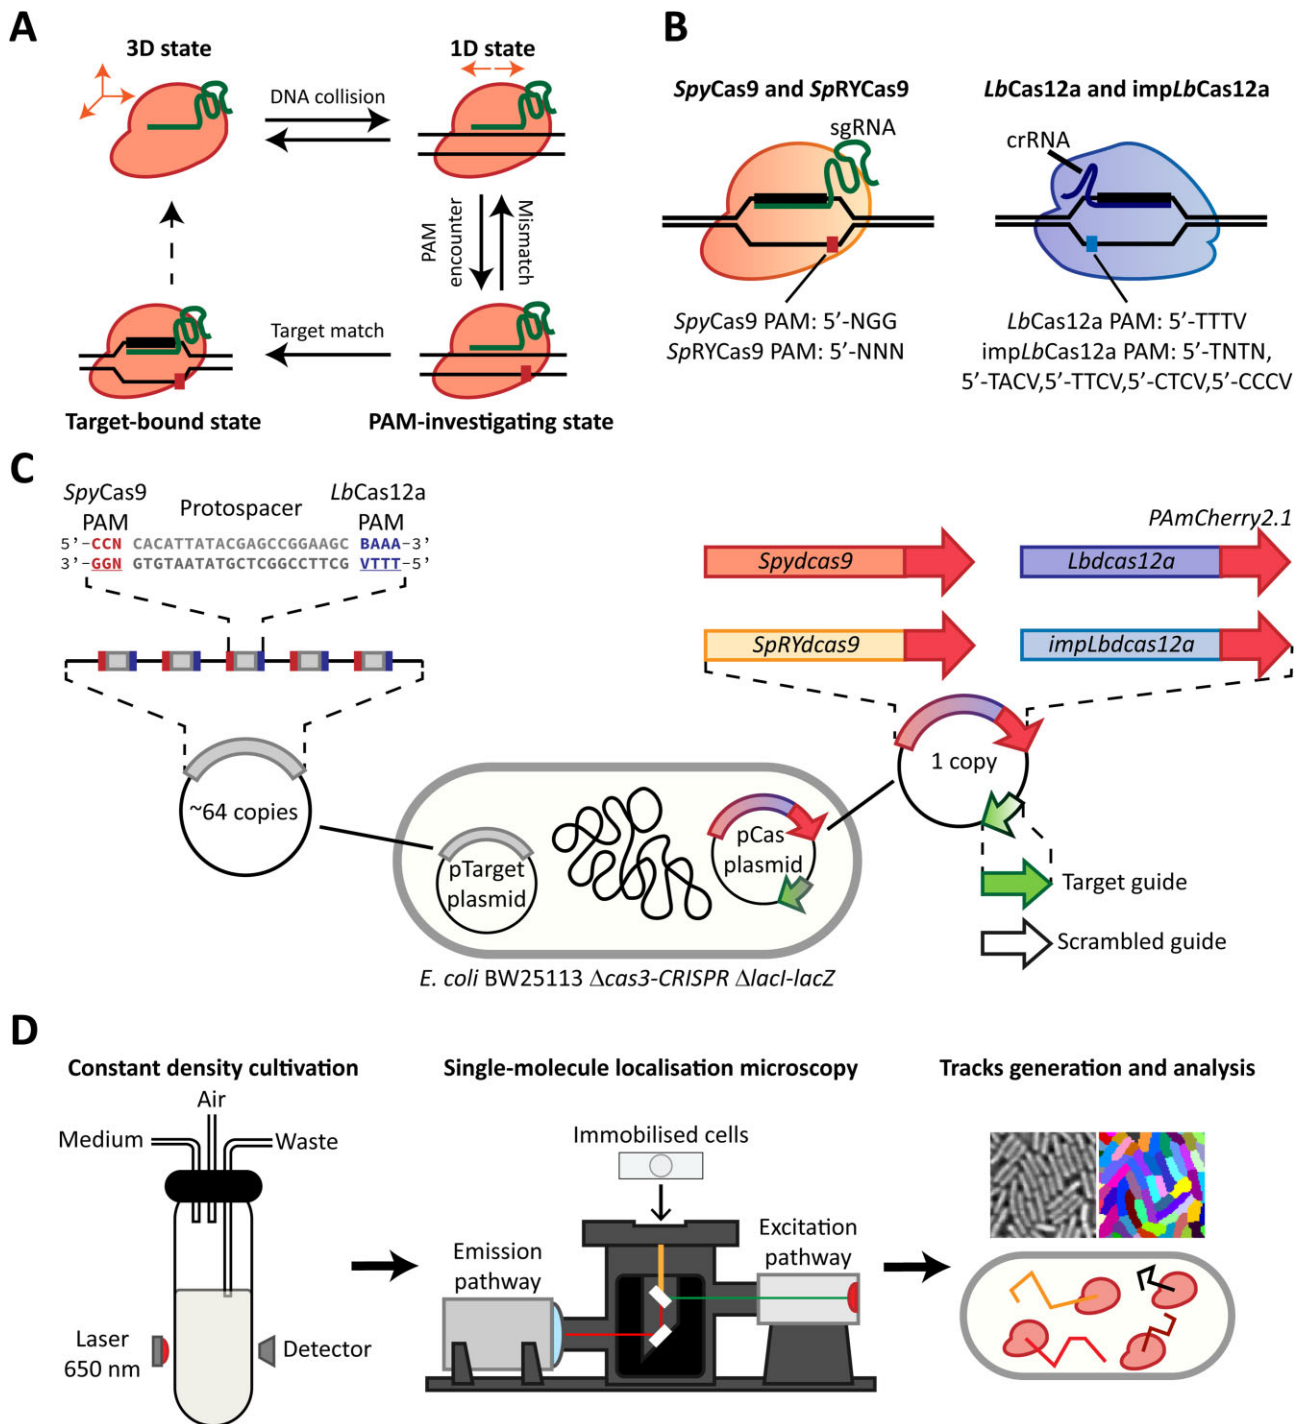 A
3D state
1D state
DNA collision
PAM
encounter
Mismatch
Target match
Target-bound state
PAM-investigating state
B
SpyCas9 and SpRYCas9
LbCas12a and impLbCas12a
sgRNA
crRNA
SpyCas9 PAM: 5’-NGG
SpRYCas9 PAM: 5’-NNN
LbCas12a PAM: 5’-TTTV
impLbCas12a PAM: 5’-TNTN,
5’-TACV,5’-TTCV,5’-CTCV,5’-CCCV
C
SpyCas9
PAM
Protospacer
LbCas12a
PAM
5’-CCN CACATTATACGAGCCGGAAGC BAAA-3’
3’-GGN GTGTAATATGCTCGGCCTTCG VTTT-5’
~64 copies
PAmCherry2.1
Spydcas9
Lbdcas12a
SpRYdcas9
impLbdcas12a
1 copy
pTarget
plasmid
pCas
plasmid
Target guide
Scrambled guide
E. coli BW25113 Δcas3-CRISPR ΔlacI-lacZ
D
Constant density cultivation
Single-molecule localisation microscopy
Tracks generation and analysis
Air
Medium
Waste
Laser
650 nm
Detector
Immobilised cells
Emission
pathway
Excitation
pathway